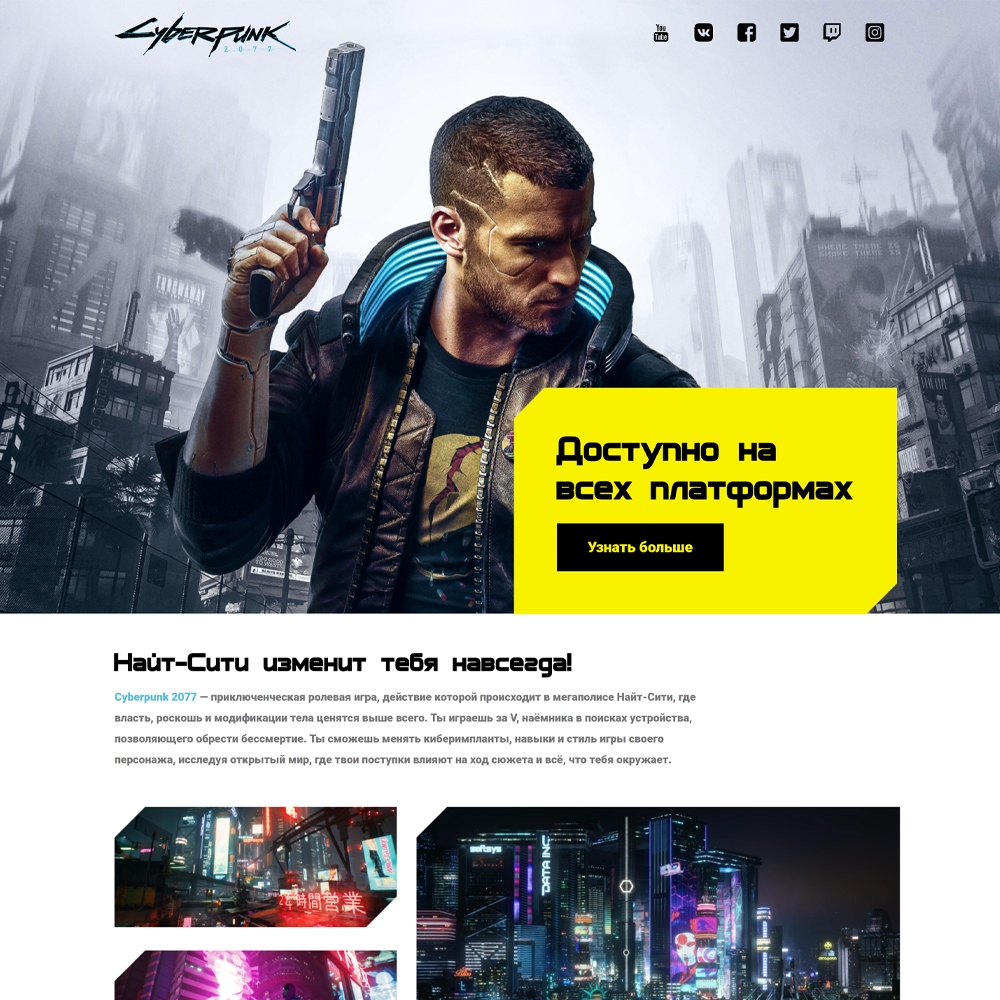 Cyberpunk
2077
You
Tube
Доступно на
всех платформах
Узнать больше
Найт-Сити изменит тебя навсегда!
Cyberpunk 2077 — приключенческая ролевая игра, действие которой происходит в мегаполисе Найт-Сити, где
власть, роскошь и модификации тела ценятся выше всего. Ты играешь за V, наёмника в поисках устройства,
позволяющего обрести бессмертие. Ты сможешь менять киберимпланты, навыки и стиль игры своего
персонажа, исследуя открытый мир, где твои поступки влияют на ход сюжета и всё, что тебя окружает.
24時間営業
softsys
DATA INC